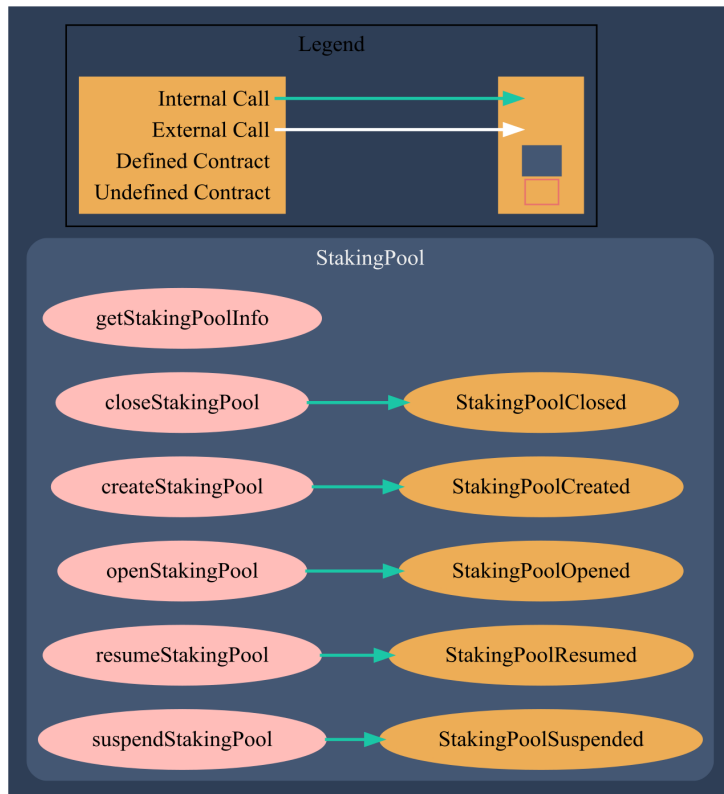 Legend
Internal Call
External Call
Defined Contract
Undefined Contract
StakingPool
getStakingPoolInfo
closeStakingPool
StakingPoolClosed
createStakingPool
StakingPoolCreated
openStakingPool
StakingPoolOpened
resumeStakingPool
StakingPoolResumed
suspendStakingPool
StakingPoolSuspended